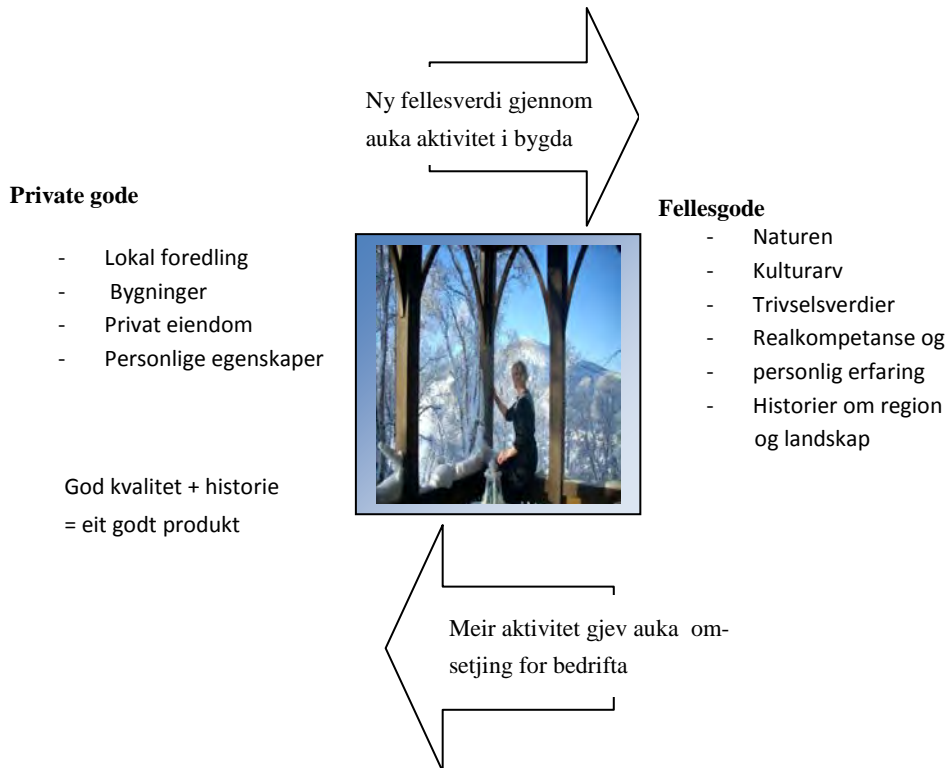 Ny fellesverdi gjennom
auka aktivitet i bygda
Private gode
- Lokal foredling
- Bygninger
- Privat eiendom
- Personlige egenskaper
God kvalitet + historie
= eit godt produkt
Fellesgode
- Naturen
- Kulturarv
- Trivselsverdier
- Realkompetanse og
- personlig erfaring
- Historier om region
og landskap
Meir aktivitet gjev auka om-
setjing for bedrifta